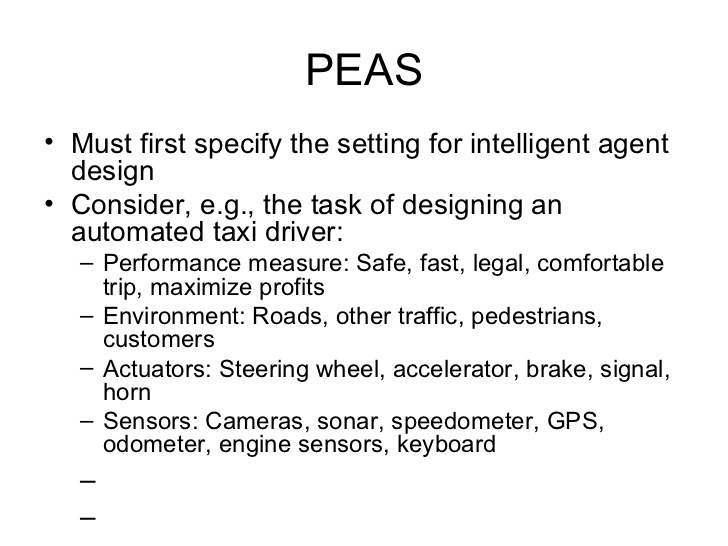 PEAS
• Must first specify the setting for intelligent agent
design
• Consider, e.g., the task of designing an
automated taxi driver:
– Performance measure: Safe, fast, legal, comfortable
trip, maximize profits
– Environment: Roads, other traffic, pedestrians,
customers
– Actuators: Steering wheel, accelerator, brake, signal,
horn
– Sensors: Cameras, sonar, speedometer, GPS,
odometer, engine sensors, keyboard
–
–